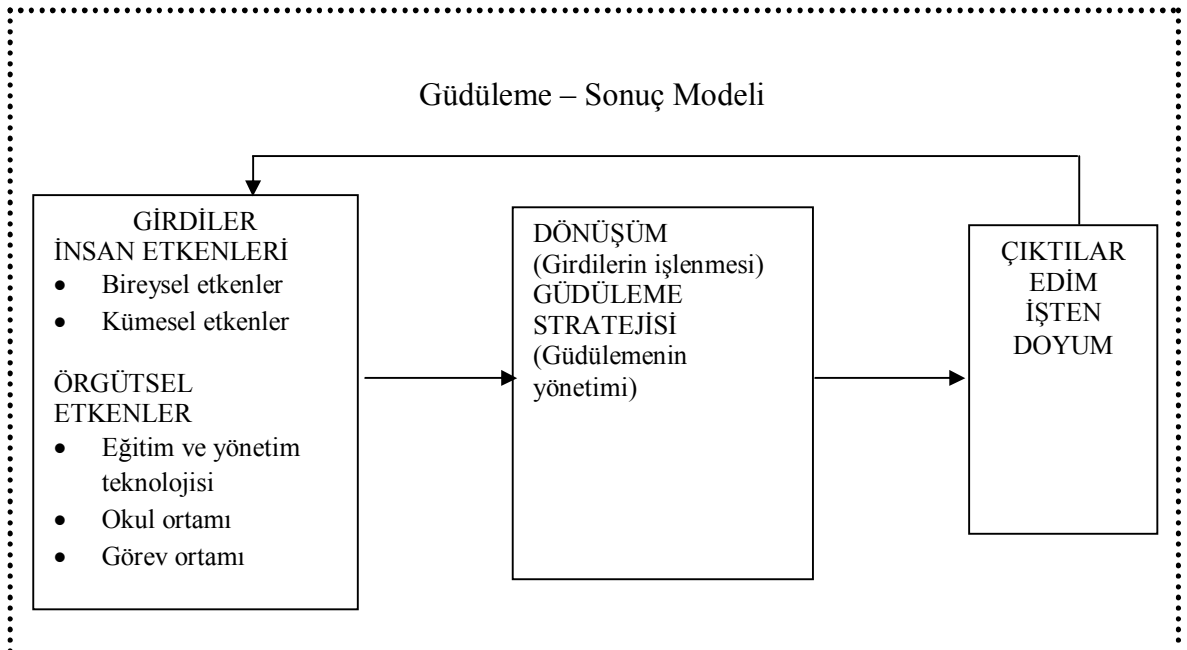 Güdüleme – Sonuç Modeli
GİRDİLER
İNSAN ETKENLERİ
• Bireysel etkenler
• Kümesel etkenler
ÖRGÜTSEL
ETKENLER
• Eğitim ve yönetim
teknolojisi
• Okul ortamı
• Görev ortamı
DÖNÜŞÜM
(Girdilerin işlenmesi)
GÜDÜLEME
STRATEJİSİ
(Güdülemenin
yönetimi)
ÇIKTILAR
EDİM
İŞTEN
DOYUM